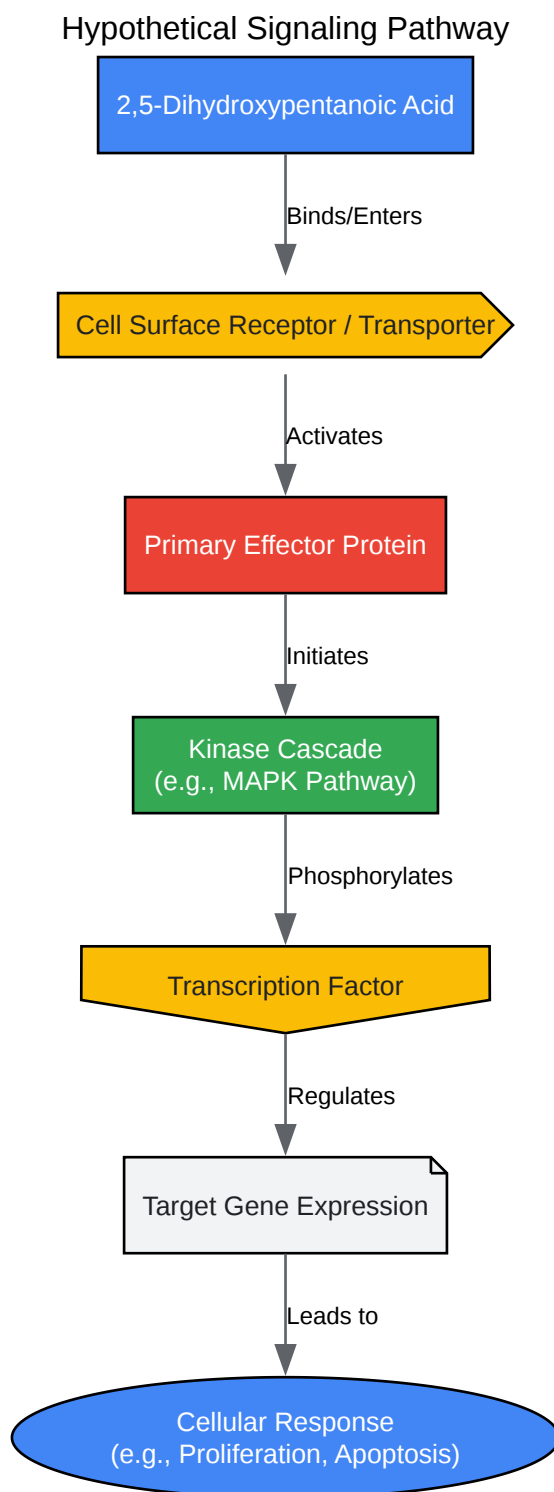 Hypothetical Signaling Pathway
2,5-Dihydroxypentanoic Acid
Binds/Enters
Cell Surface Receptor / Transporter
Activates
Primary Effector Protein
Initiates
Kinase Cascade
(e.g., MAPK Pathway)
Phosphorylates
Transcription Factor
Regulates
Target Gene Expression
Leads to
Cellular Response
(e.g., Proliferation, Apoptosis)